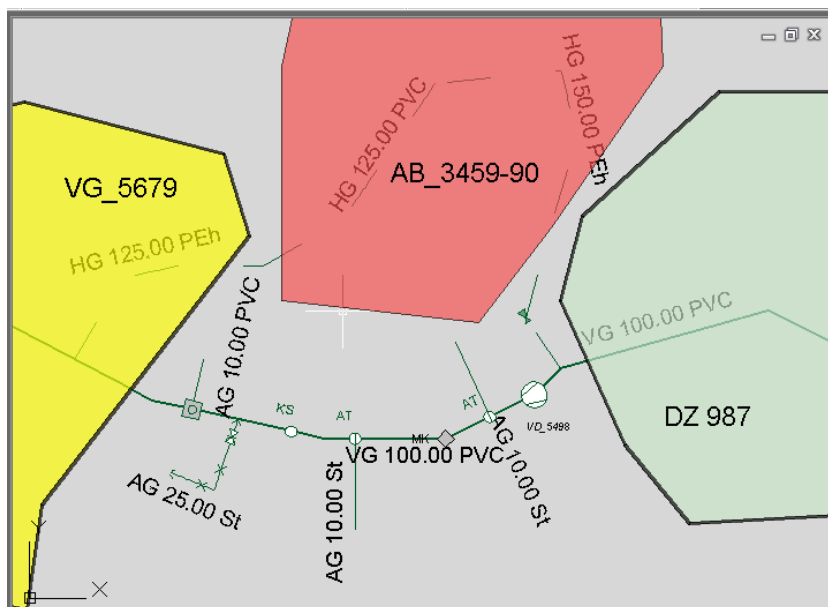 HG 150.00 PEh
HG 125.00 PVC
AB_3459-90
VG_5679
HG 125.00 PEh
AG 10.00 PVC
VG 100.00 PVC
KS
AT
AT
MK
VD_5498
DZ 987
VG 100.00 PVC
AG 25.00 St
AG 10.00 St
AG 10.00 St
Y
X